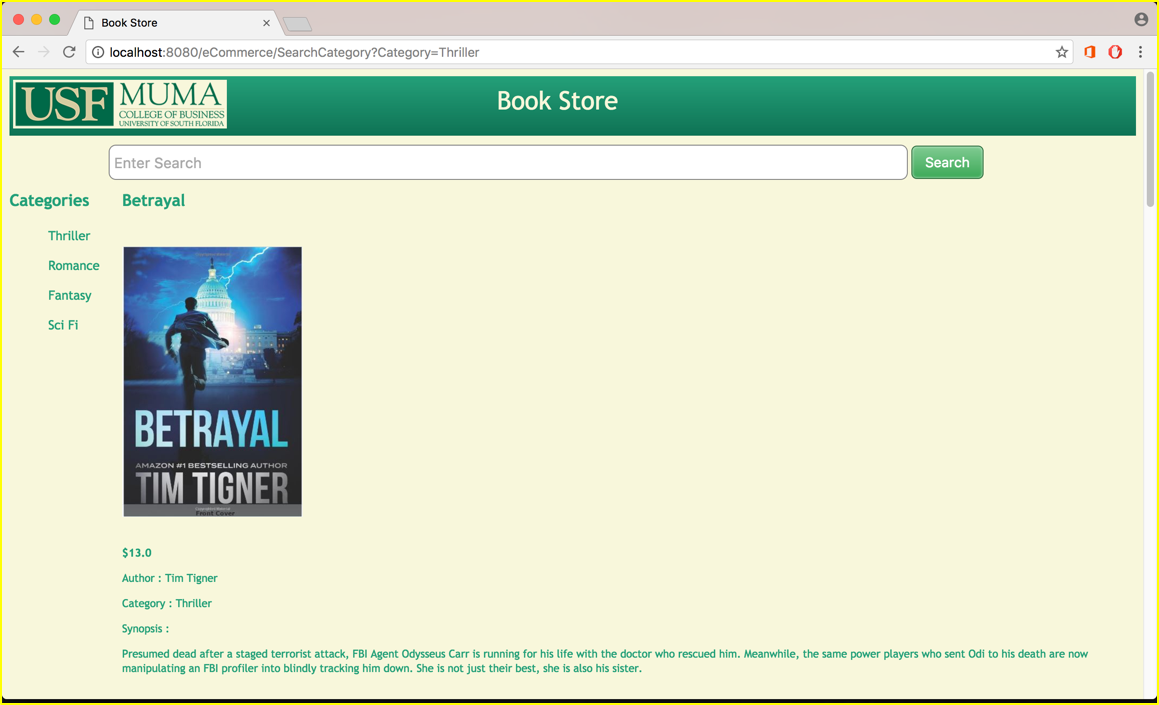 Book Store
localhost:8080/eCommerce/SearchCategory?Category=Thriller
USF MUMA
COLLEGE OF BUSINESS
UNIVERSITY OF SOUTH FLORIDA
Book Store
Enter Search
Search
Categories
Thriller
Romance
Fantasy
Sci Fi
Betrayal
BETRAYAL
AMAZON #1 BESTSELLING AUTHOR
TIM TIGNER
Front Cover
$13.0
Author : Tim Tigner
Category : Thriller
Synopsis :
Presumed dead after a staged terrorist attack, FBI Agent Odysseus Carr is running for his life with the doctor who rescued him. Meanwhile, the same power players who sent Odi to his death are now
manipulating an FBI profiler into blindly tracking him down. She is not just their best, she is also his sister.